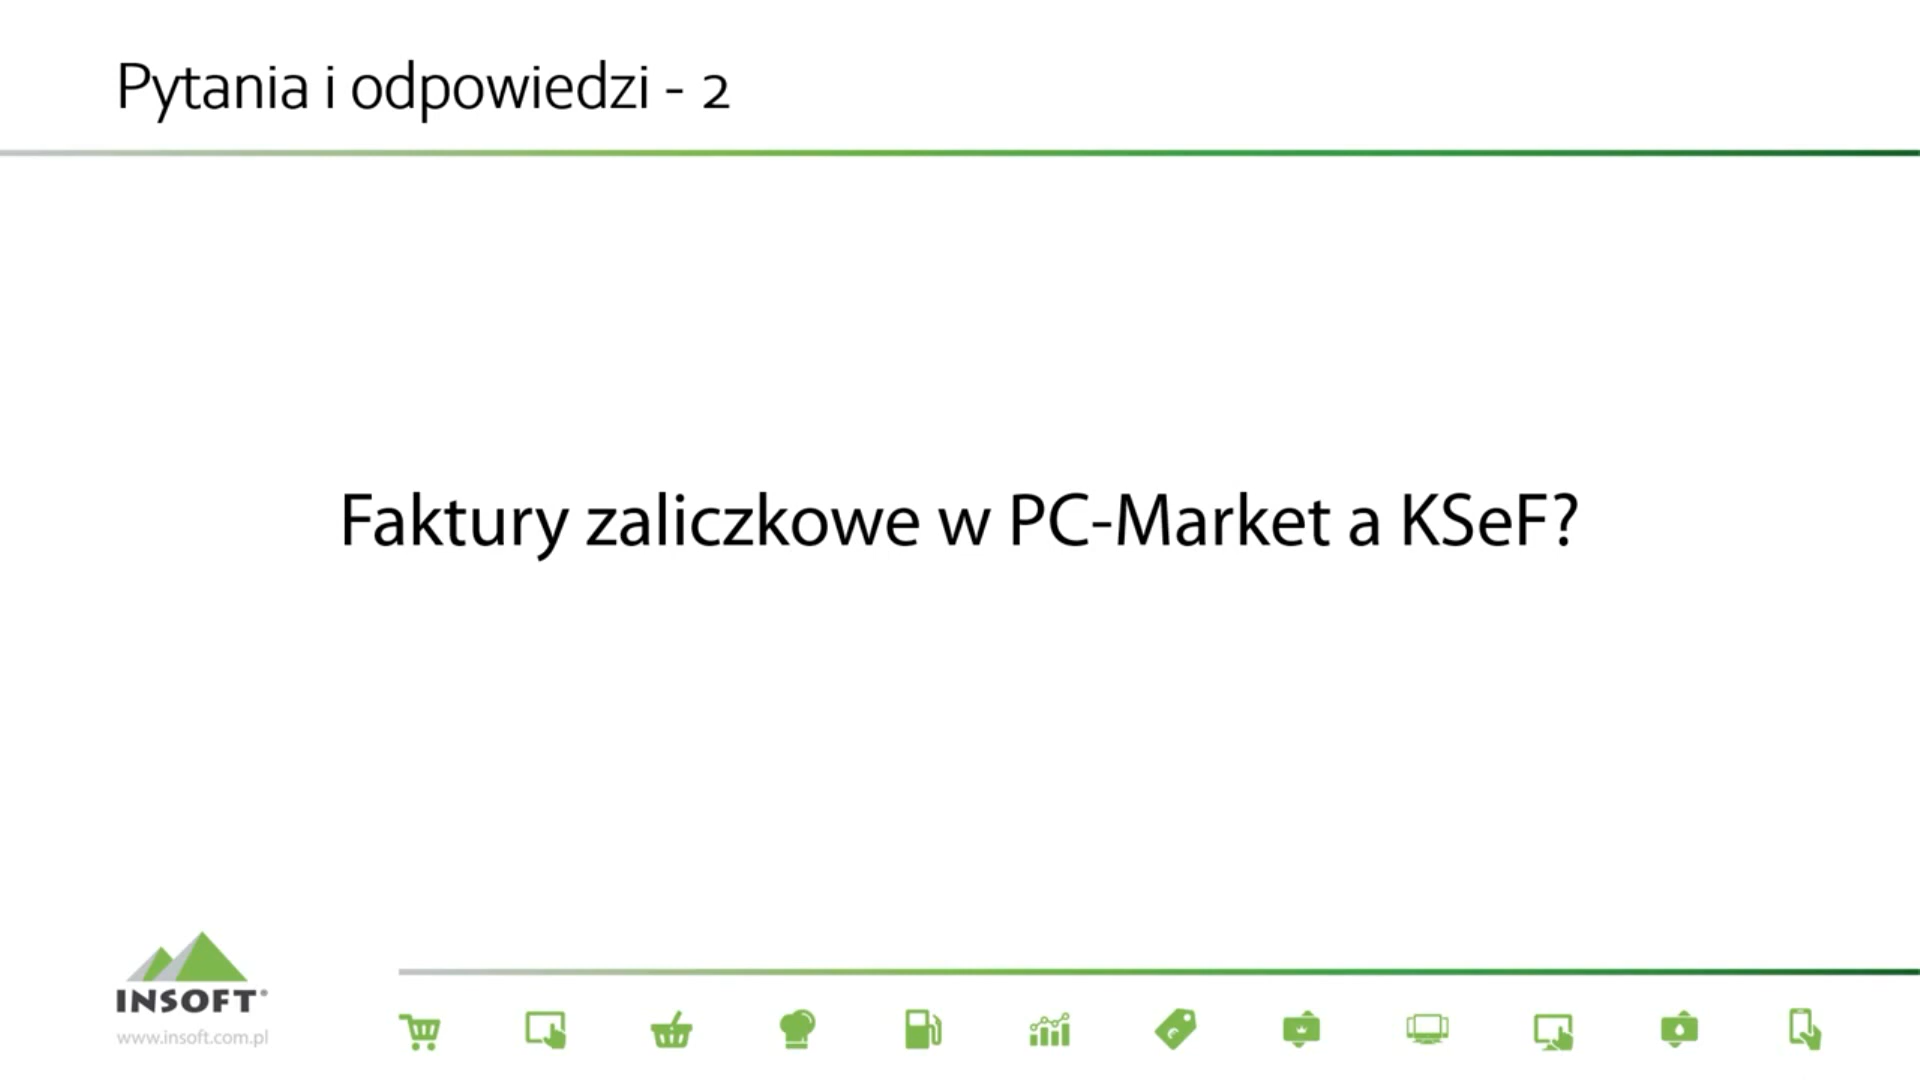 Pytania i odpowiedzi - 2
Faktury zaliczkowe w PC-Market a KSeF?
INSOFT®
www.insoft.com.pl